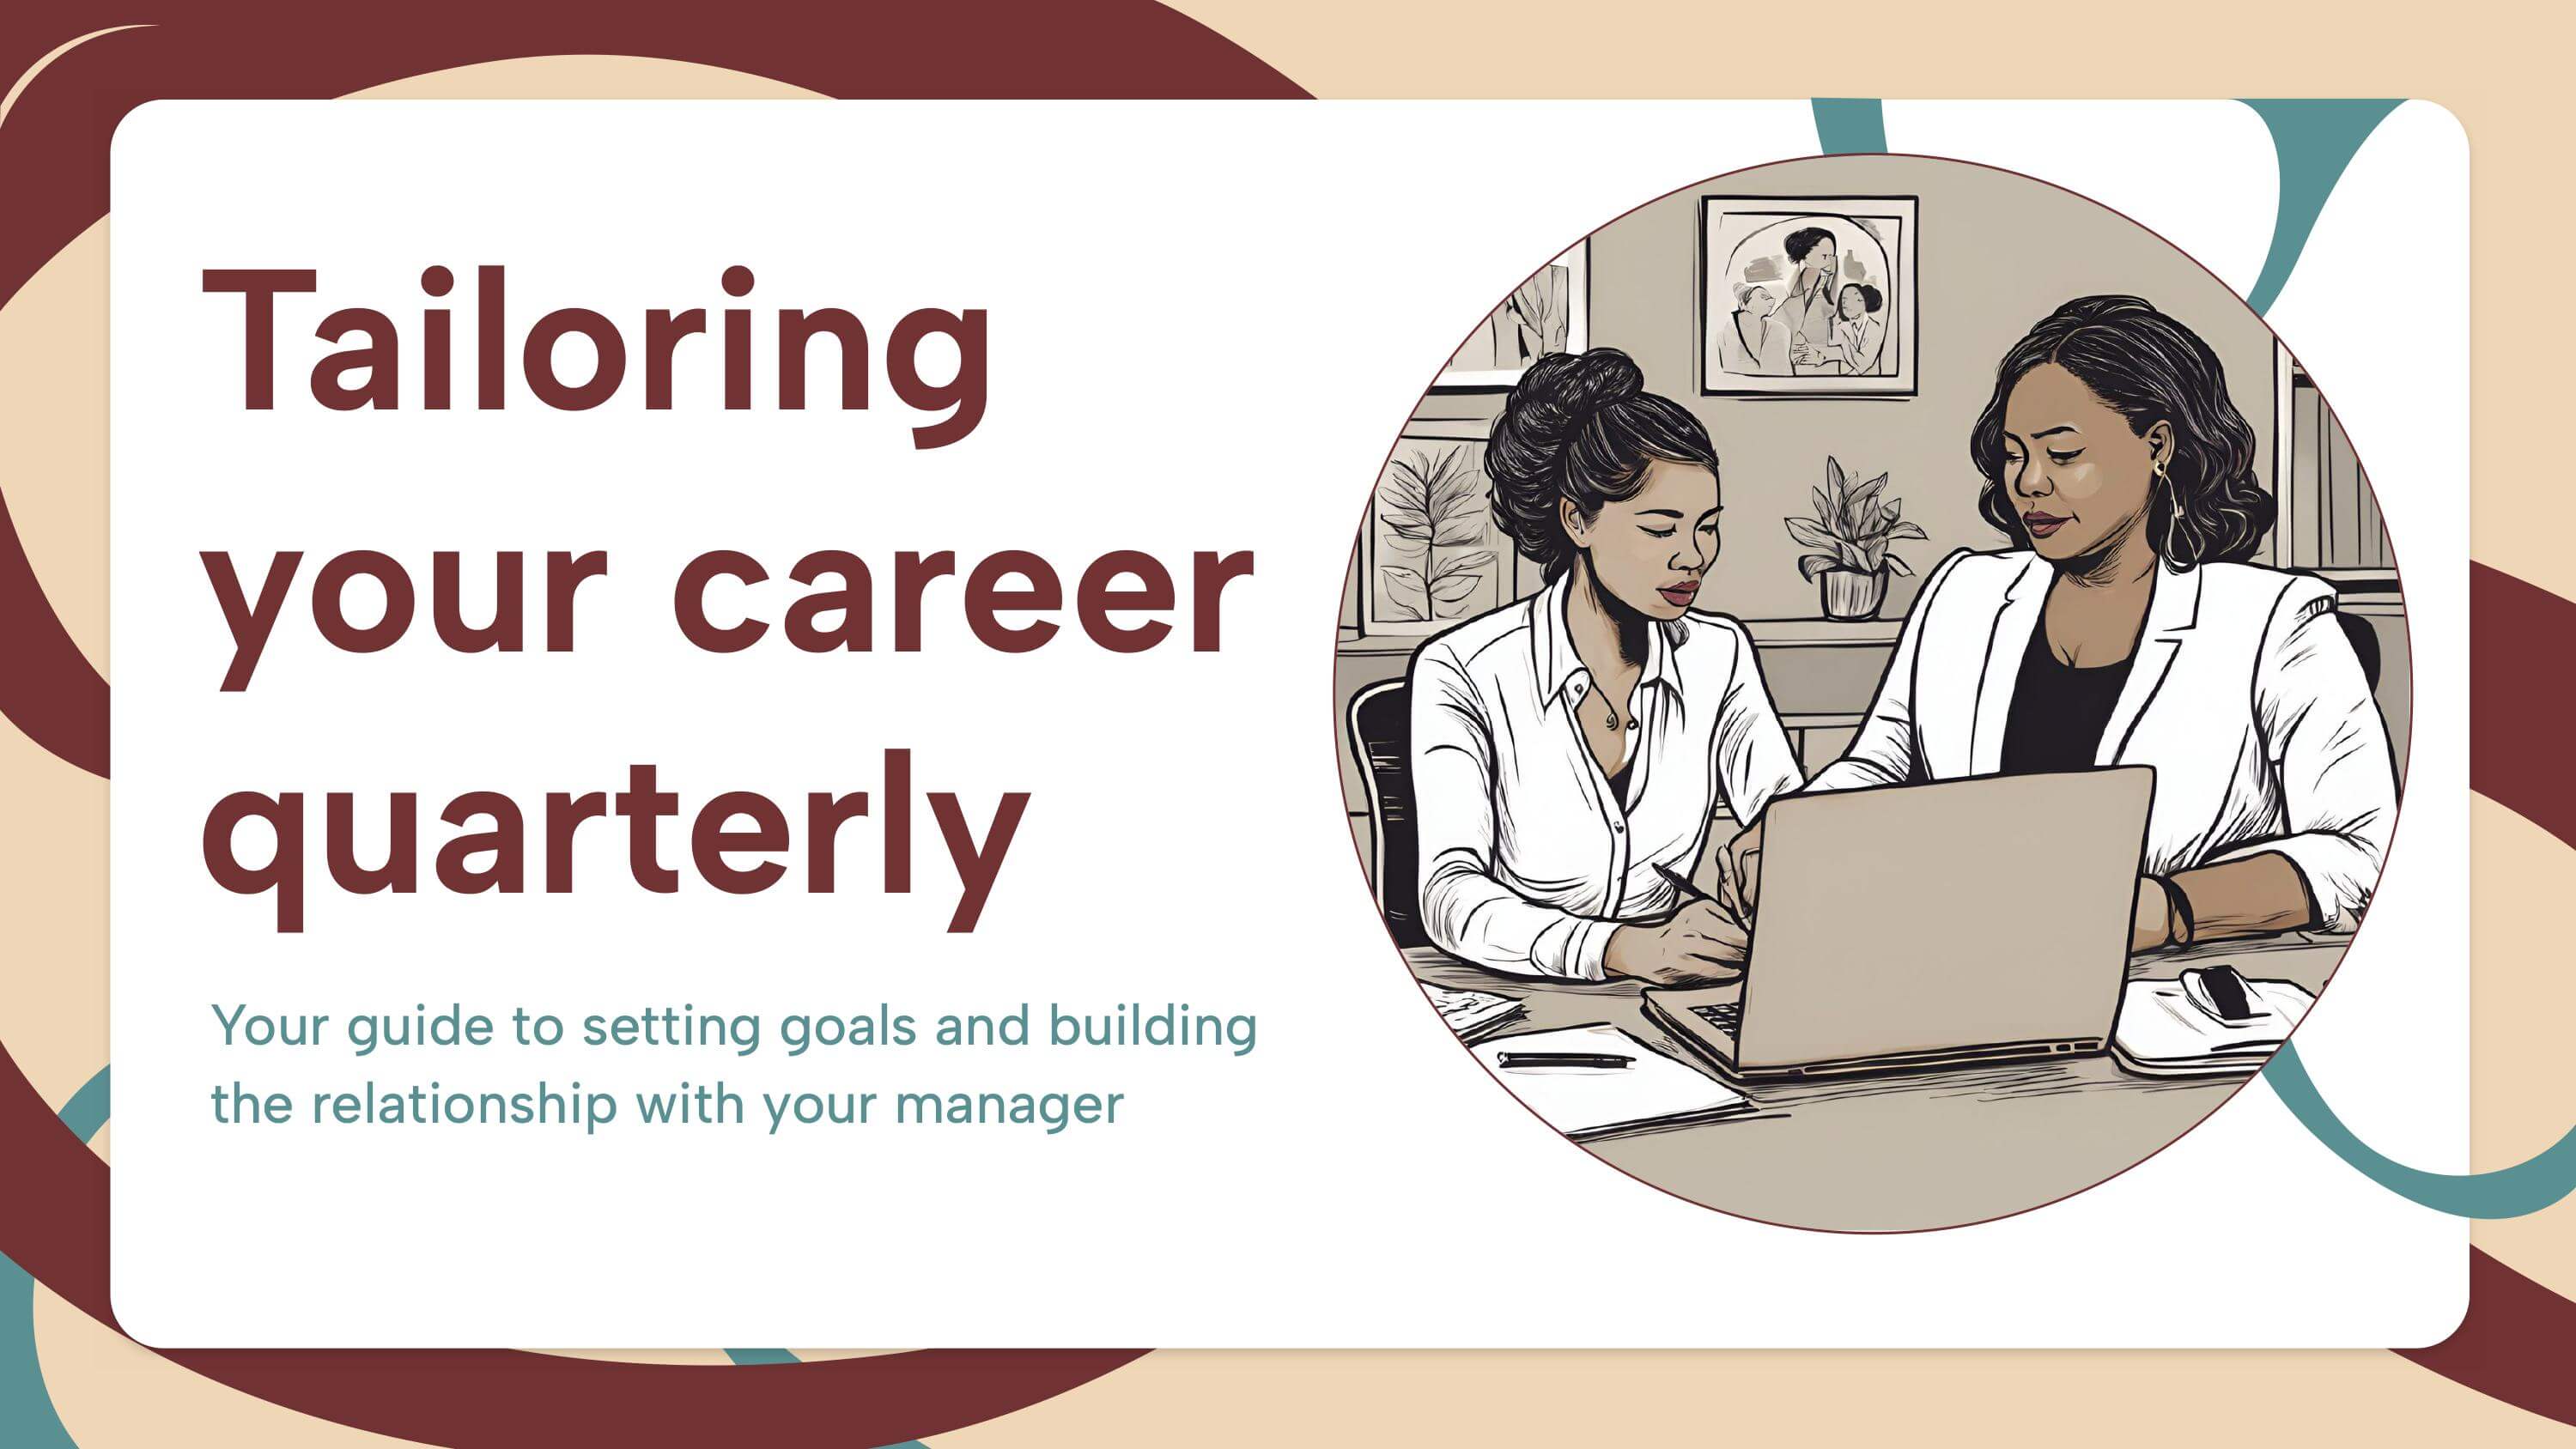 Tailoring
your career
quarterly
Your guide to setting goals and building
the relationship with your manager